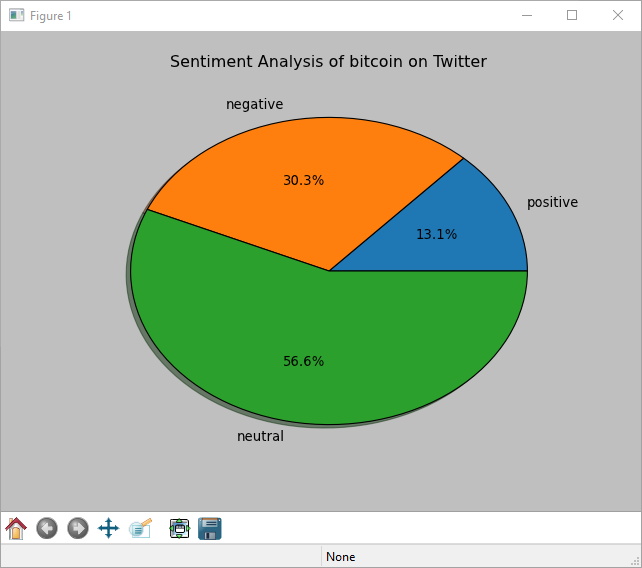 Figure 1
Sentiment Analysis of bitcoin on Twitter
negative
30.3%
positive
13.1%
56.6%
neutral
None